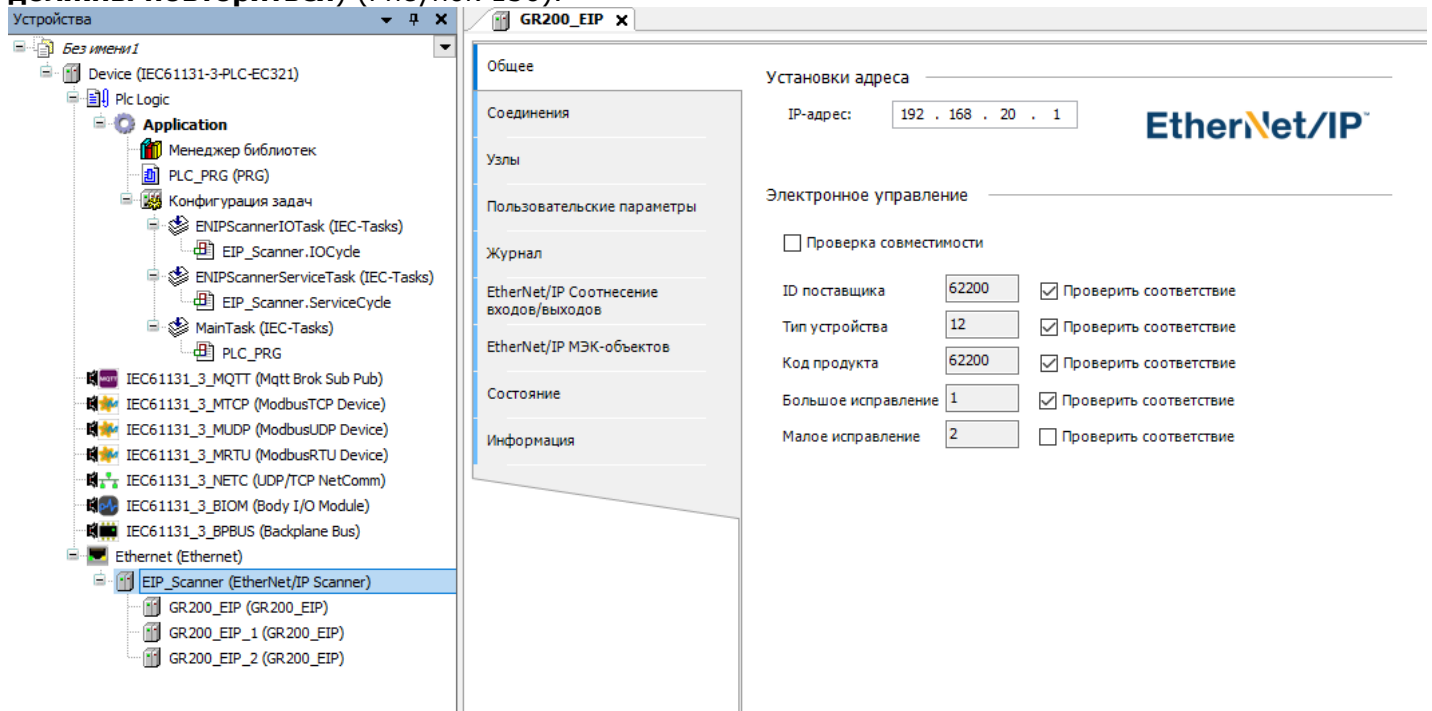 должны повториться) (Рисунок 136).
Устройства
Без имени1
Device (IEC61131-3-PLC-EC321)
Plc Logic
Application
Менеджер библиотек
PLC_PRG (PRG)
Конфигурация задач
ENIPScannerIOTask (IEC-Tasks)
EIP_Scanner.IOCycle
ENIPScannerServiceTask (IEC-Tasks)
EIP_Scanner.ServiceCycle
MainTask (IEC-Tasks)
PLC_PRG
IEC61131_3_MQTT (Mqtt Brok Sub Pub)
IEC61131_3_MTCP (ModbusTCP Device)
IEC61131_3_MUDP (ModbusUDP Device)
IEC61131_3_MRTU (ModbusRTU Device)
IEC61131_3_NETC (UDP/TCP NetComm)
IEC61131_3_BIOM (Body I/O Module)
IEC61131_3_BPBUS (Backplane Bus)
Ethernet (Ethernet)
EIP_Scanner (EtherNet/IP Scanner)
GR200_EIP (GR200_EIP)
GR200_EIP_1 (GR200_EIP)
GR200_EIP_2 (GR200_EIP)
GR200_EIP
Общее
Соединения
Узлы
Пользовательские параметры
Журнал
EtherNet/IP Соотнесение
входов/выходов
EtherNet/IP МЭК-объектов
Состояние
Информация
Установки адреса
IP-адрес: 192 . 168 . 20 . 1
EtherNet/IP
Электронное управление
Проверка совместимости
ID поставщика 62200 Проверить соответствие
Тип устройства 12 Проверить соответствие
Код продукта 62200 Проверить соответствие
Большое исправление 1 Проверить соответствие
Малое исправление 2 Проверить соответствие